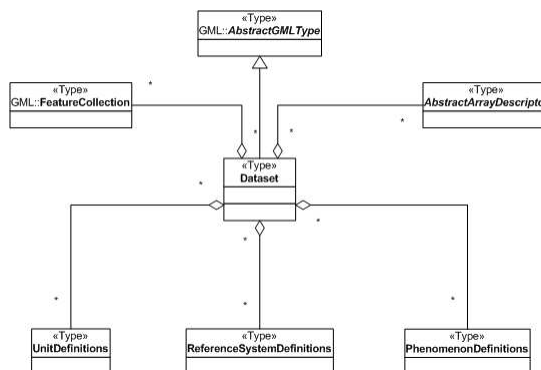 «Type»
GML::AbstractGMLType
«Type»
GML::FeatureCollection
*
«Type»
AbstractArrayDescripto
*
*
*
«Type»
Dataset
*
*
*
*
*
*
«Type»
UnitDefinitions
«Type»
ReferenceSystemDefinitions
«Type»
PhenomenonDefinitions